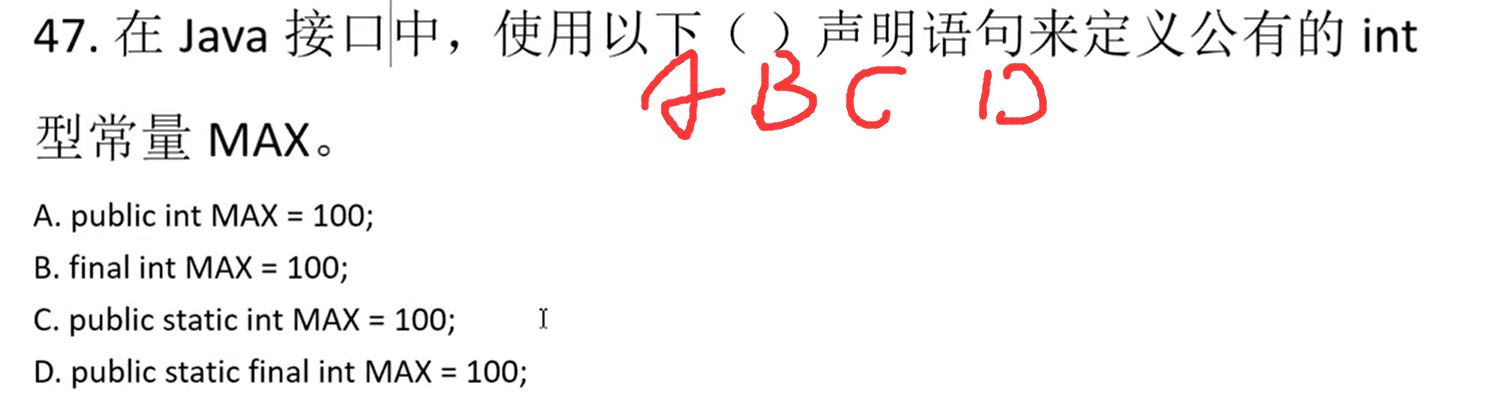 47. 在 Java 接口中，使用以下（ ）声明语句来定义公有的 int
A B C D
型常量 MAX。
A. public int MAX = 100;
B. final int MAX = 100;
C. public static int MAX = 100;
D. public static final int MAX = 100;